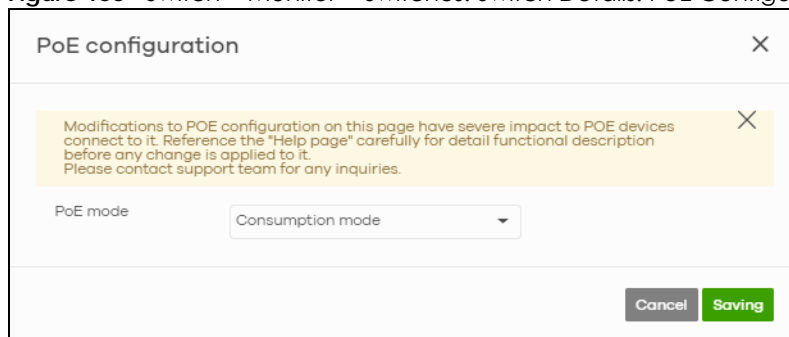 PoE configuration
Modifications to POE configuration on this page have severe impact to POE devices
connect to it. Reference the "Help page" carefully for detail functional description
before any change is applied to it.
Please contact support team for any inquiries.
PoE mode
Consumption mode
Cancel Saving